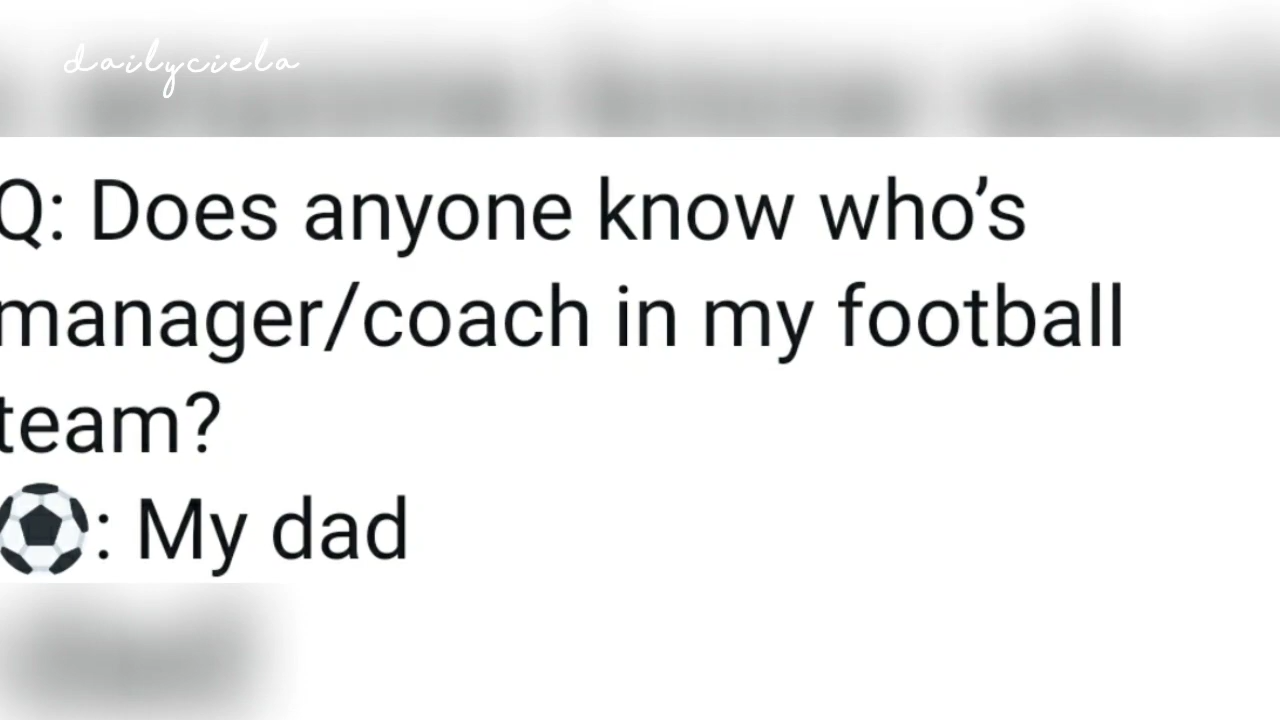 dailyciela
Q: Does anyone know who’s
manager/coach in my football
team?
⚽: My dad